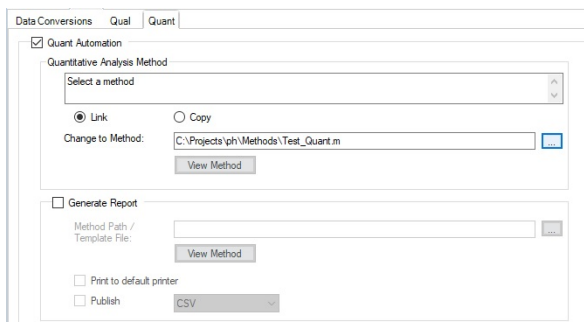 Data Conversions Qual Quant
Quant Automation
Quantitative Analysis Method
Select a method
Link Copy
Change to Method: C:\Projects\ph\Methods\Test_Quant.m ...
View Method
Generate Report
Method Path /
Template File: ...
View Method
Print to default printer
Publish CSV